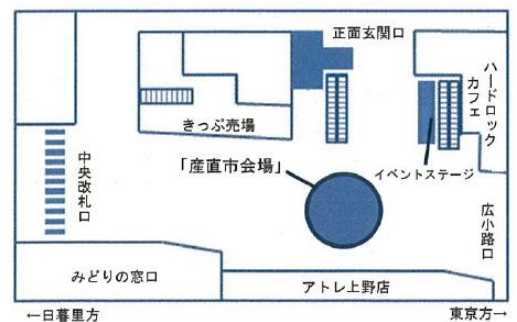 正面玄関口
ハードロック
カフェ
きっぷ売場
「産直市会場」
イベントステージ
中央改札口
広小路口
みどりの窓口
アトレ上野店
←日暮里方
東京方→